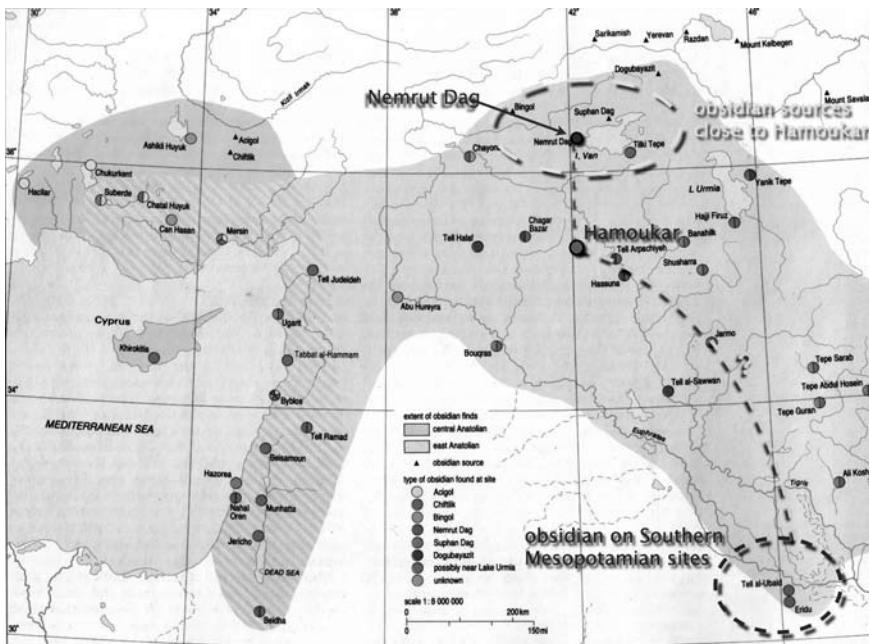 30°
34°
38°
42°
46°
Sarikamish
Yerevan
Razdan
Mount Kelbegen
Dogubayazit
Mount Savala
Kizil Irmak
Nemrut Dag
Bingol
Suphan Dag
obsidian sources
close to Hamoukar
Ashikli Huyuk
Acigol
Chiftlik
Nemrut Dag
Tilki Tepe
L. Van
38
Chukurkent
Chayonu
Hacilar
Suberde
Chatal Huyuk
Yanik Tepe
L Urmia
Can Hasan
Mersin
Chagar
Bazar
Hajji Firuz
Tell Halaf
Hamoukar
Banahilk
Tell Arpachiyeh
Tell Judeideh
Hassuna
Shusharra
Abu Hureyra
Cyprus
Ugarit
Khirokitia
Tabbat al-Hammam
Bouqras
Jarmo
Tepe Sarab
34
Byblos
Tell al-Sawwan
Tepe Abdul Hosein
Tepe Guran
MEDITERRANEAN SEA
Tell Ramad
Euphrates
extent of obsidian finds
central Anatolian
east Anatolian
obsidian source
Beisamoun
Hazorea
type of obsidian found at site
Acigol
Chiftlik
Bingol
Nemrut Dag
Suphan Dag
Dogubayazit
possibly near Lake Urmia
unknown
Nahal
Oren
Munhatta
Ali Kosh
Tigris
Jericho
obsidian on Southern
Mesopotamian sites
DEAD SEA
Tell al-Ubaid
Eridu
scale 1: 8 000 000
0
200km
0
150mi
Beidha
30°